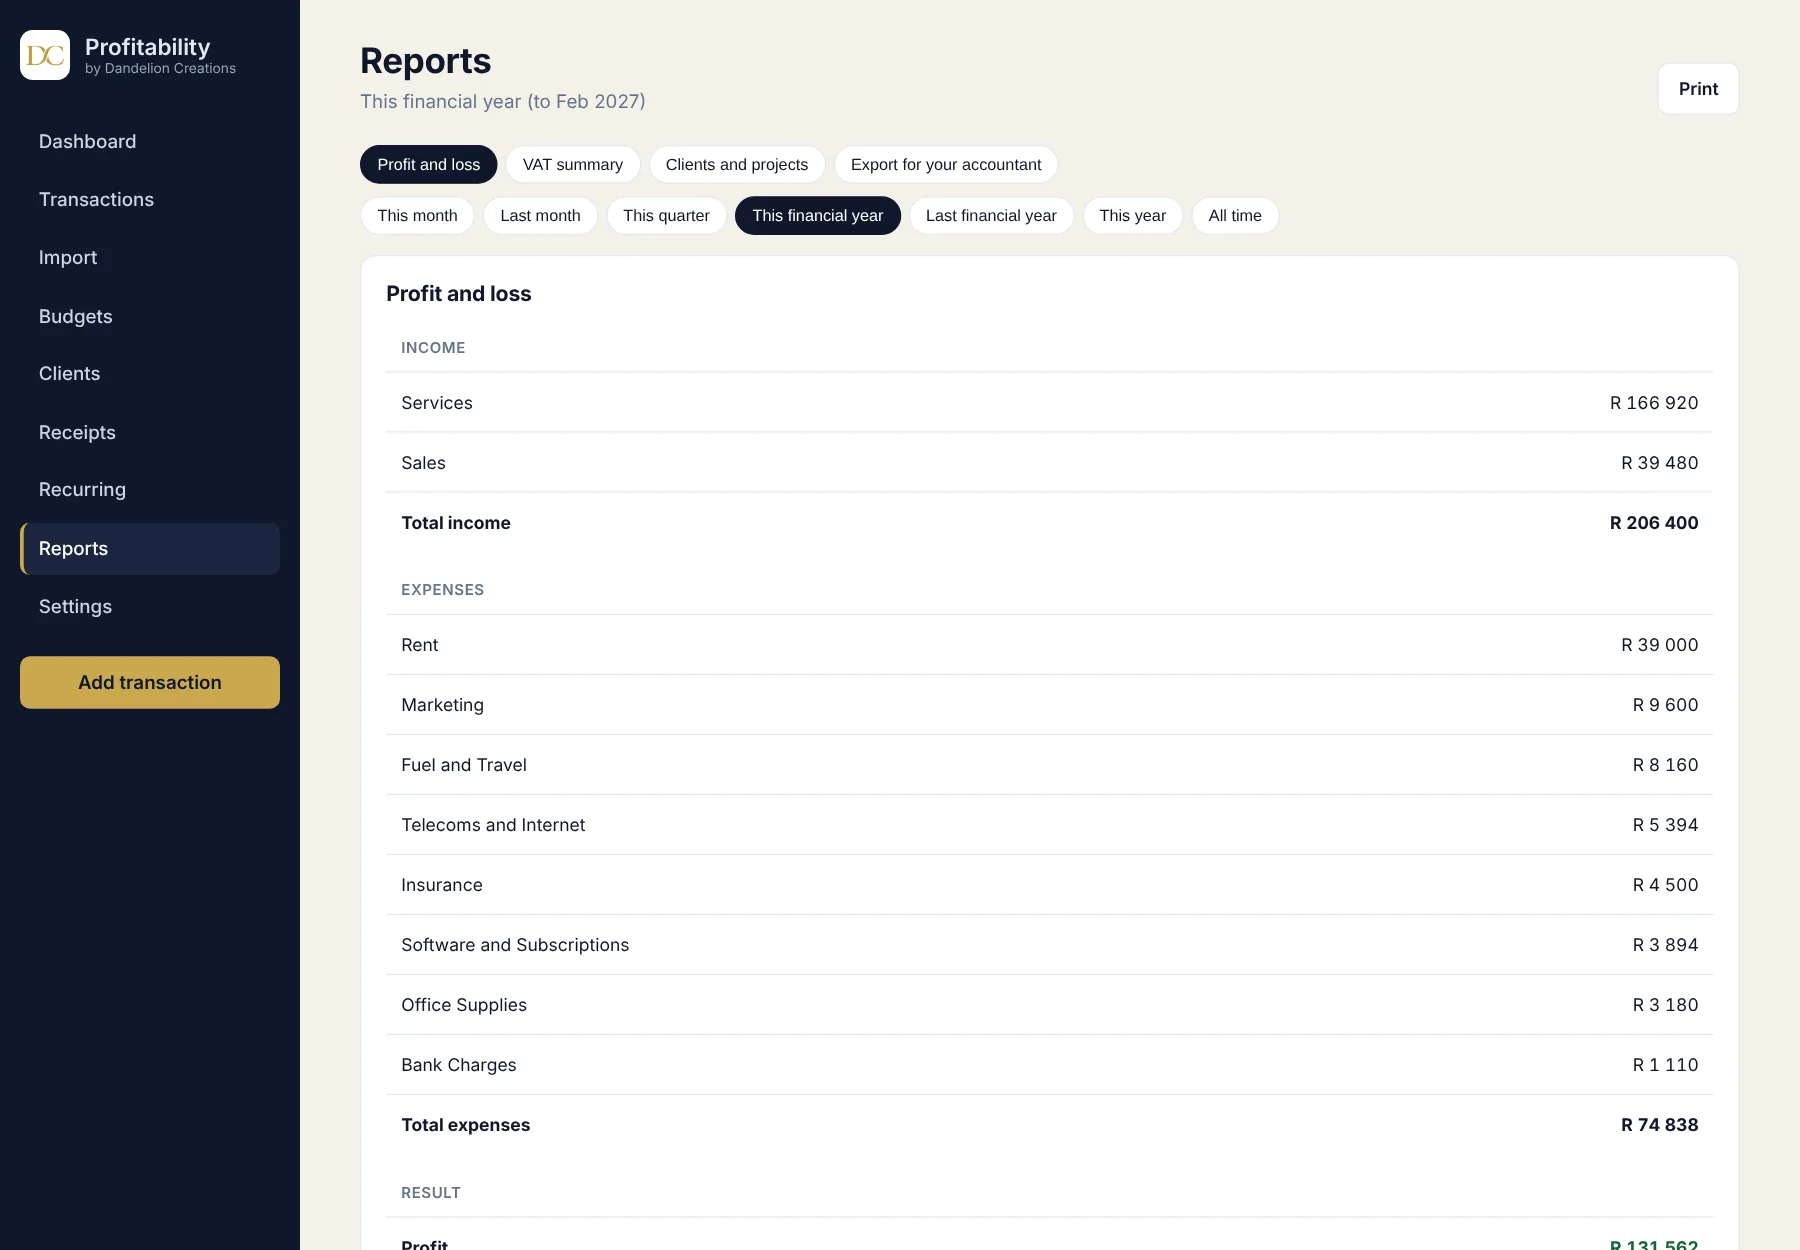 DC
Profitability
by Dandelion Creations
Dashboard
Transactions
Import
Budgets
Clients
Receipts
Recurring
Reports
Settings
Add transaction
Reports
This financial year (to Feb 2027)
Print
Profit and loss VAT summary Clients and projects Export for your accountant
This month Last month This quarter This financial year Last financial year This year All time
Profit and loss
INCOME
Services R 166 920
Sales R 39 480
Total income R 206 400
EXPENSES
Rent R 39 000
Marketing R 9 600
Fuel and Travel R 8 160
Telecoms and Internet R 5 394
Insurance R 4 500
Software and Subscriptions R 3 894
Office Supplies R 3 180
Bank Charges R 1 110
Total expenses R 74 838
RESULT
Profit R 131 562